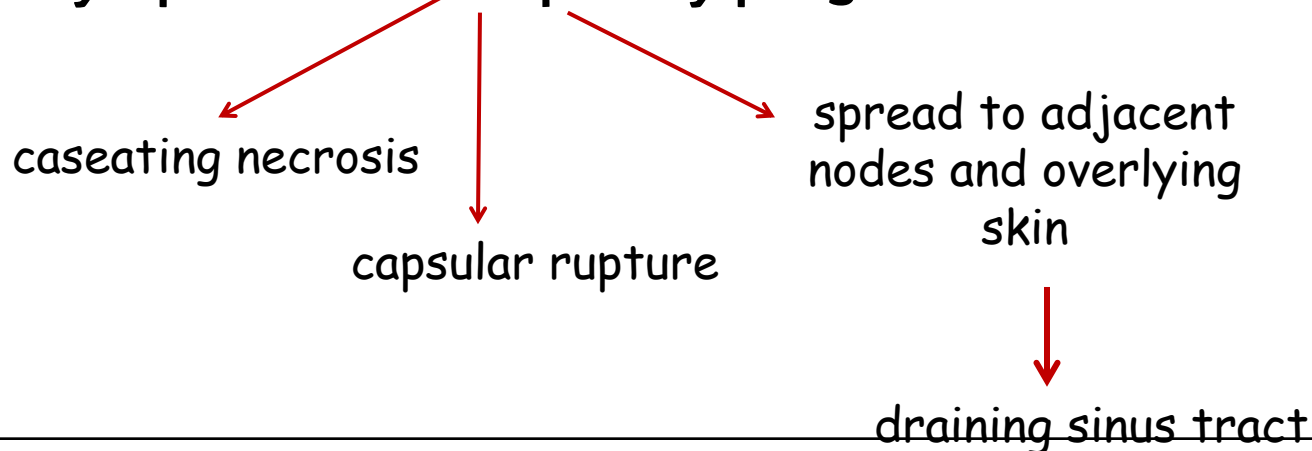 caseating necrosis
capsular rupture
spread to adjacent
nodes and overlying
skin
draining sinus tract